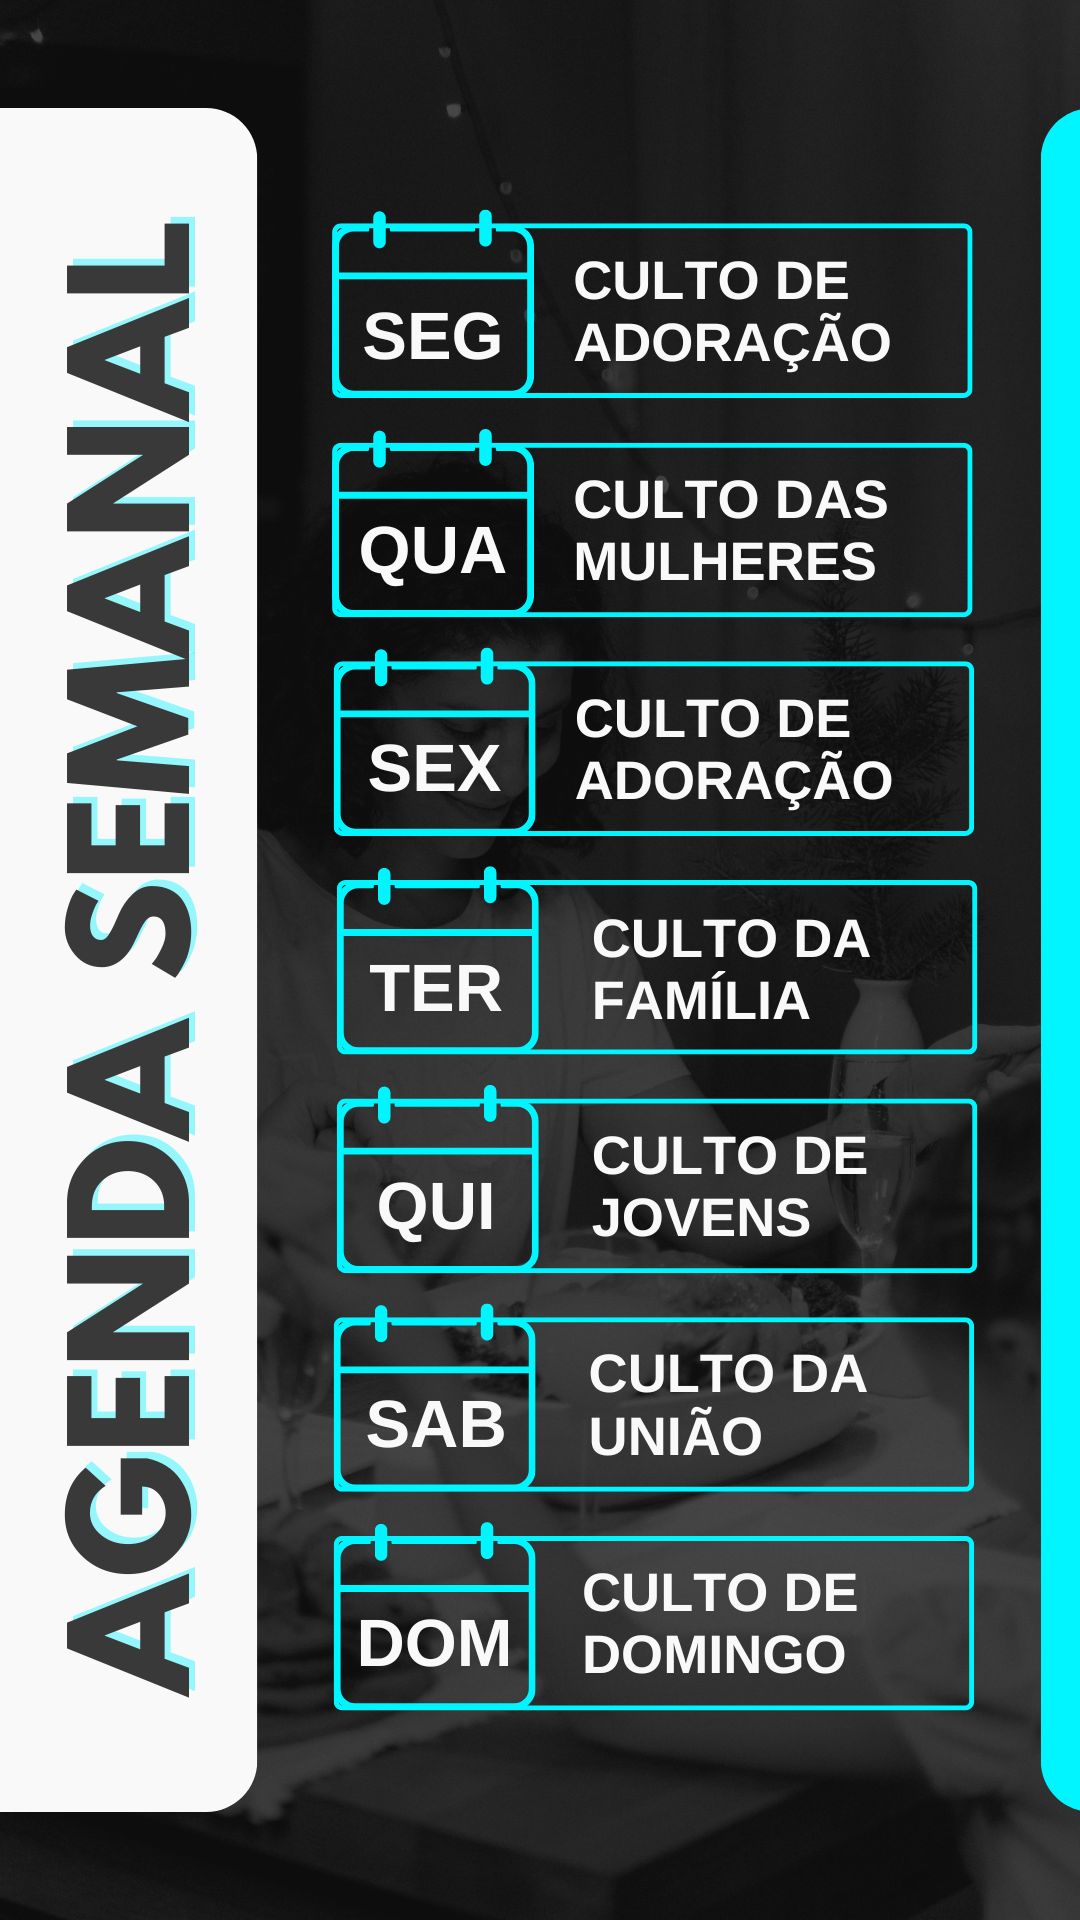 AGENDA SEMANAL
SEG
CULTO DE
ADORAÇÃO
QUA
CULTO DAS
MULHERES
SEX
CULTO DE
ADORAÇÃO
TER
CULTO DA
FAMÍLIA
QUI
CULTO DE
JOVENS
SAB
CULTO DA
UNIÃO
DOM
CULTO DE
DOMINGO